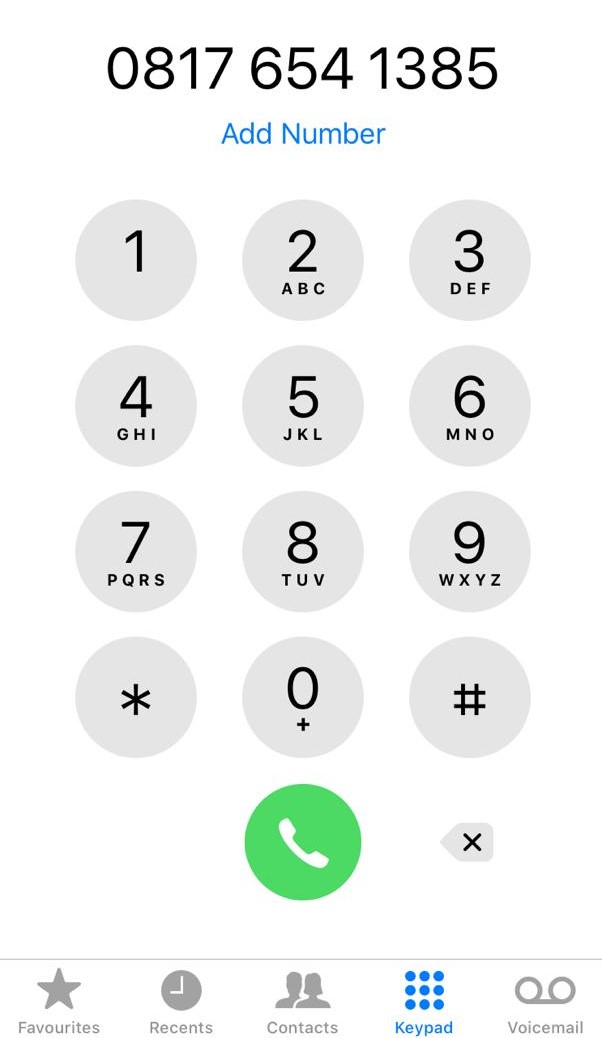 0817 654 1385
Add Number
1 2 3
ABC DEF
4 5 6
GHI JKL MNO
7 8 9
PQRS TUV WXYZ
* 0 #
+
Favourites Recents Contacts Keypad Voicemail